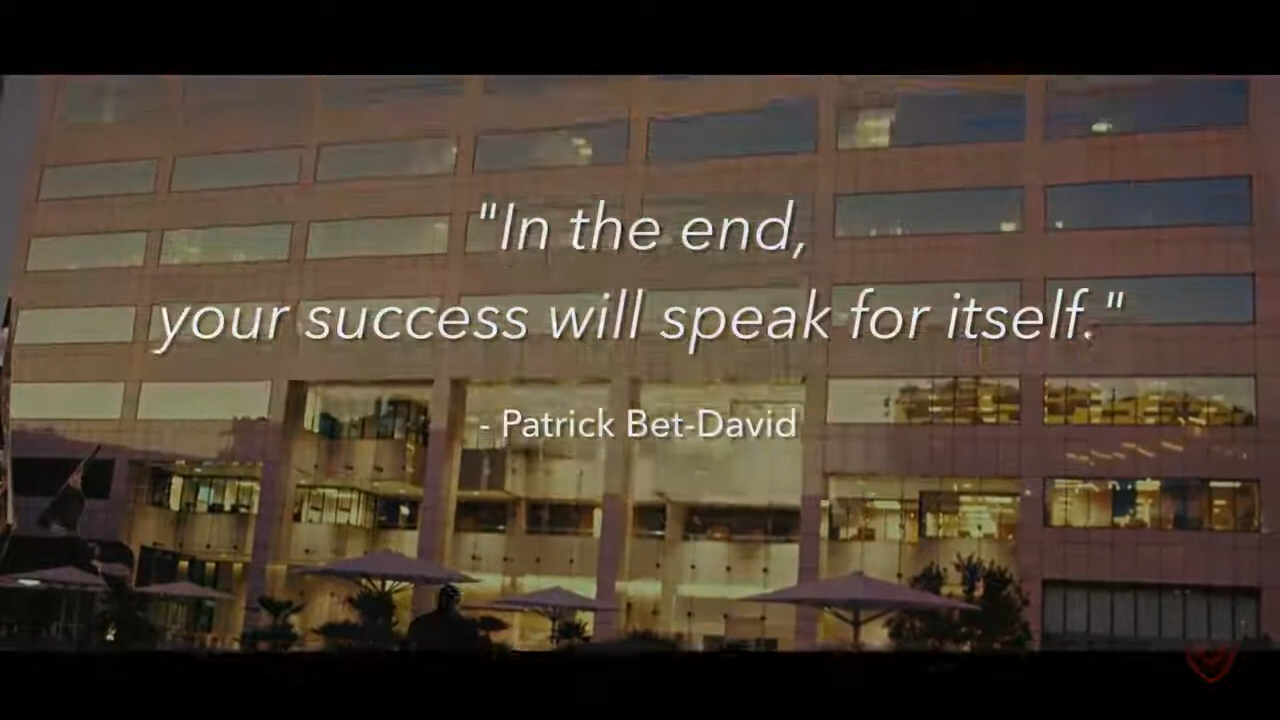 "In the end,
your success will speak for itself."
- Patrick Bet-David